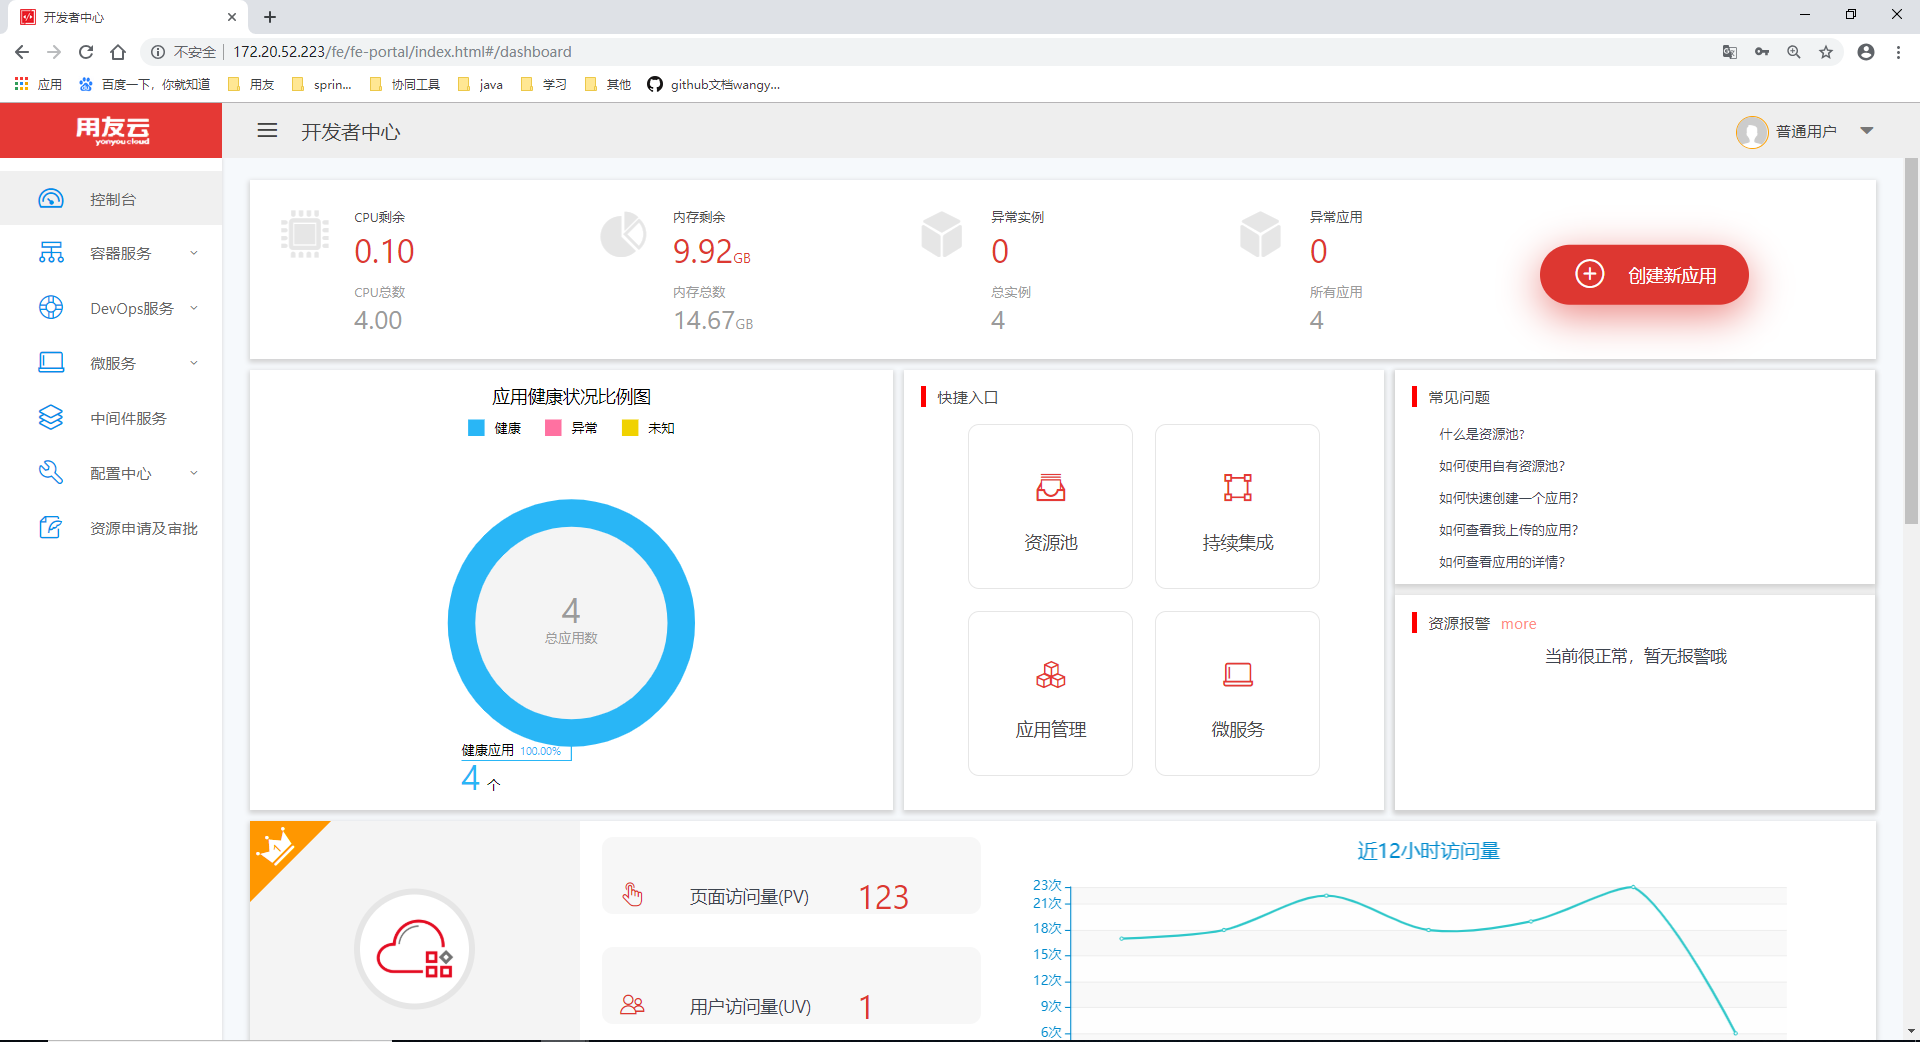 开发者中心
不安全 172.20.52.223/fe/fe-portal/index.html#/dashboard
应用 百度一下，你就知道 用友 sprin... 协同工具 java 学习 其他 github文档wangy...
用友云
yonyou cloud
开发者中心
普通用户
控制台
容器服务
DevOps服务
微服务
中间件服务
配置中心
资源申请及审批
CPU剩余
0.10
CPU总数
4.00
内存剩余
9.92GB
内存总数
14.67GB
异常实例
0
总实例
4
异常应用
0
所有应用
4
创建新应用
应用健康状况比例图
健康 异常 未知
4
总应用数
健康应用 100.00%
4 个
快捷入口
资源池
持续集成
应用管理
微服务
常见问题
什么是资源池?
如何使用自有资源池?
如何快速创建一个应用?
如何查看我上传的应用?
如何查看应用的详情?
资源报警 more
当前很正常，暂无报警哦
1
页面访问量(PV) 123
用户访问量(UV) 1
近12小时访问量
23次
21次
18次
15次
12次
9次
6次